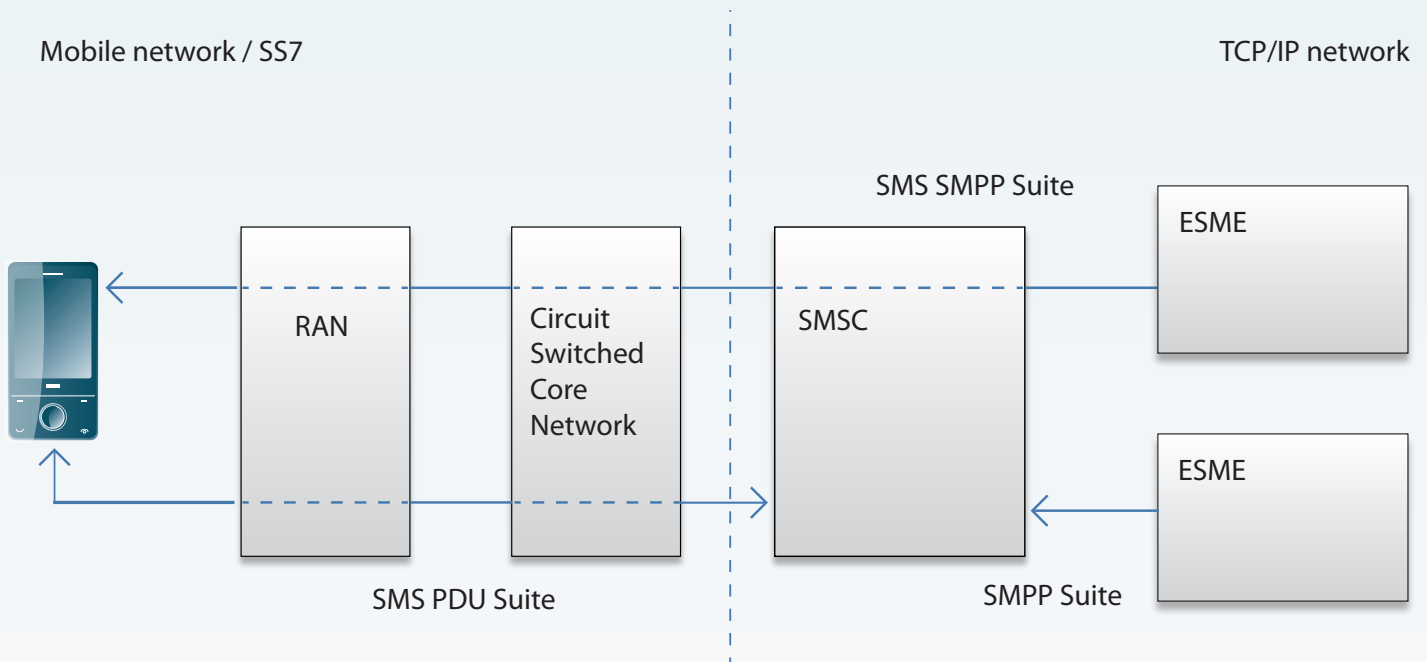 Mobile network / SS7
TCP/IP network
SMS SMPP Suite
ESME
RAN
Circuit
Switched
Core
Network
SMSC
ESME
SMS PDU Suite
SMPP Suite